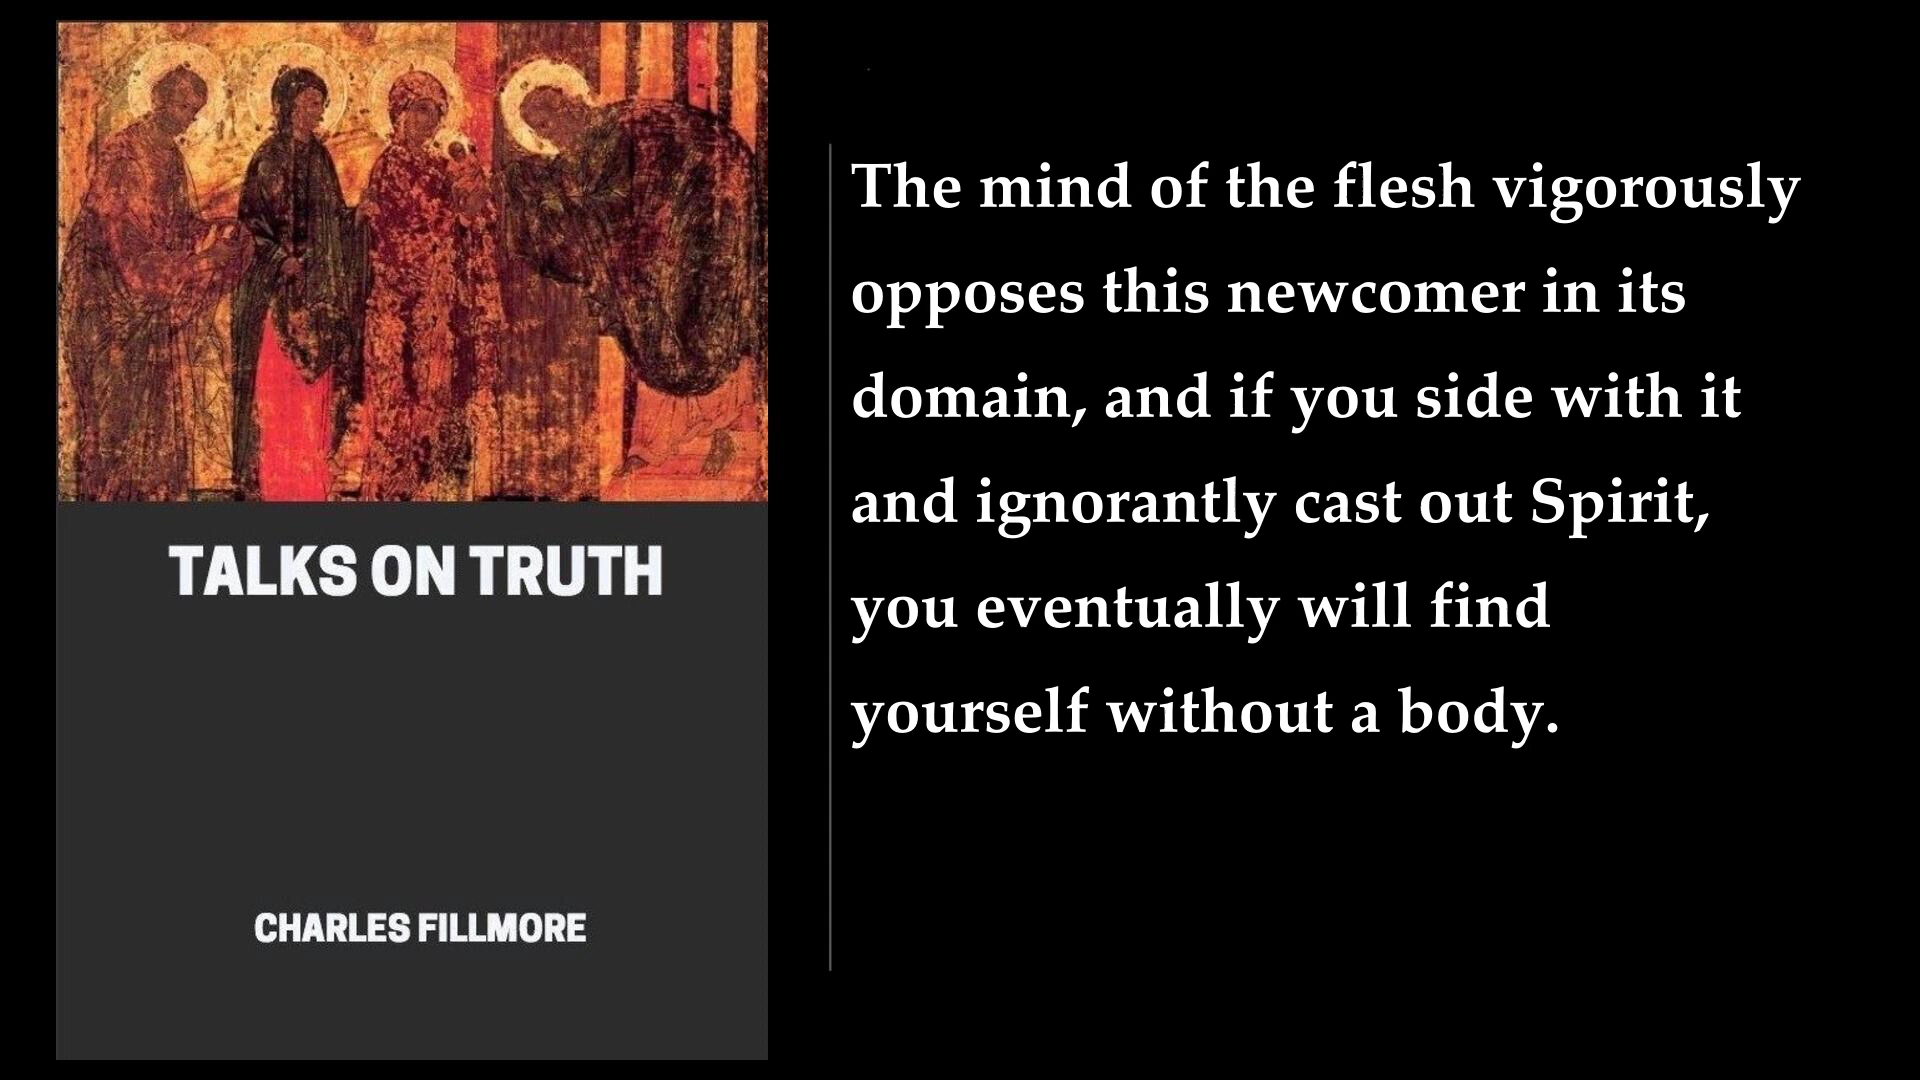 TALKS ON TRUTH
CHARLES FILLMORE
The mind of the flesh vigorously
opposes this newcomer in its
domain, and if you side with it
and ignorantly cast out Spirit,
you eventually will find
yourself without a body.